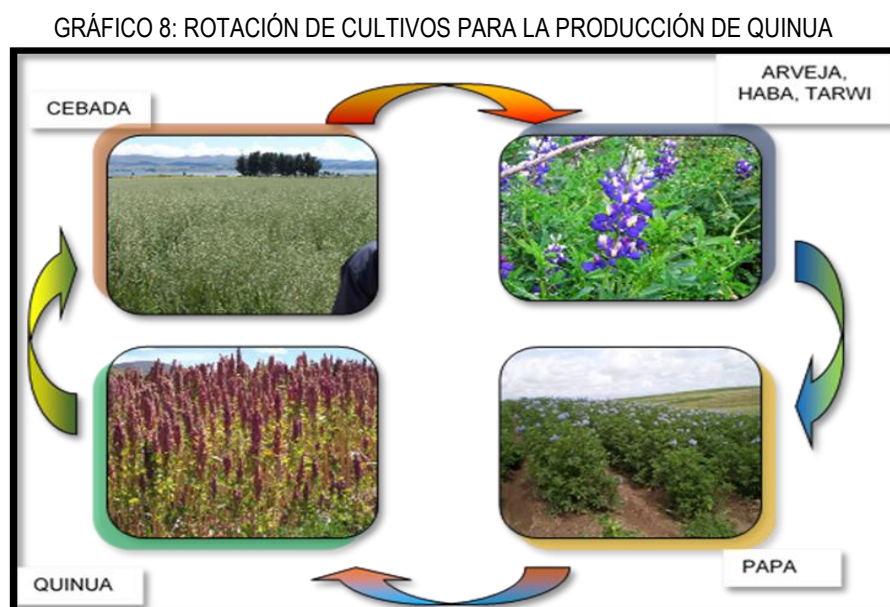 GRÁFICO 8: ROTACIÓN DE CULTIVOS PARA LA PRODUCCIÓN DE QUINUA
CEBADA
ARVEJA,
HABA, TARWI
QUINUA
PAPA